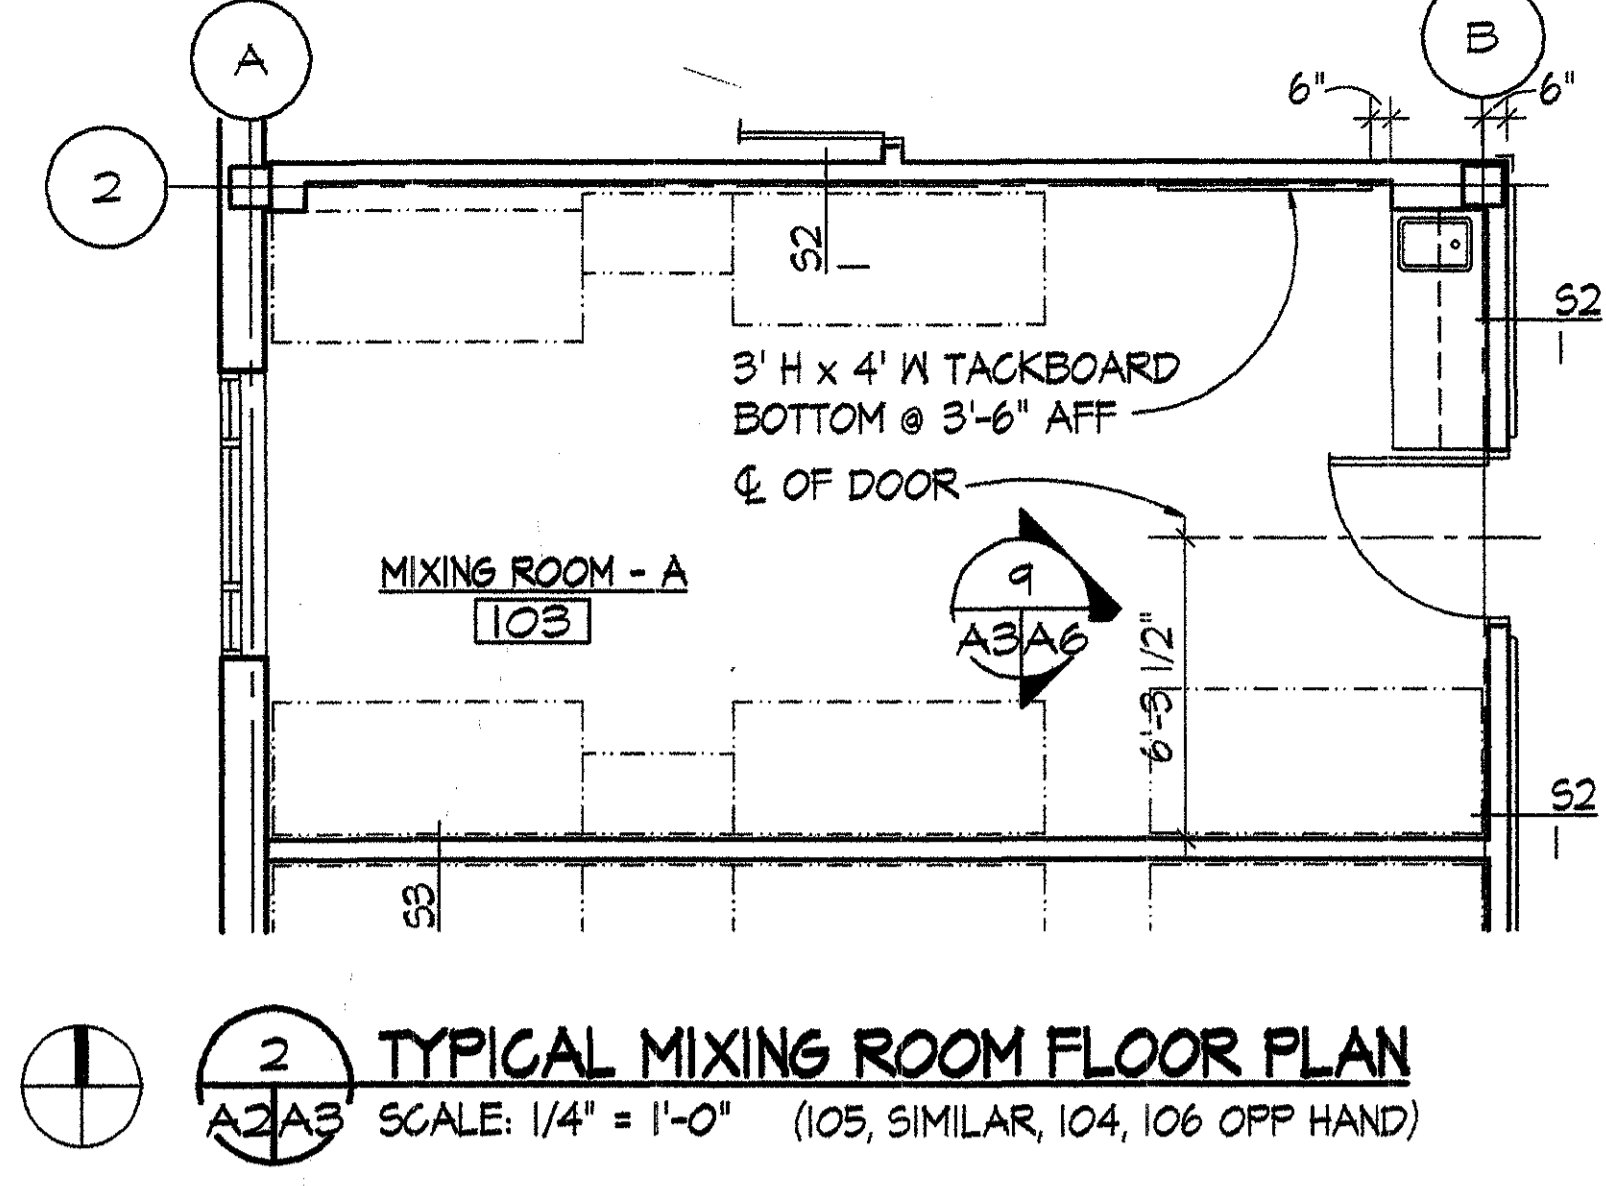 A
B
6"
6"
2
S2
S2
3' H x 4' W TACKBOARD
BOTTOM @ 3'-6" AFF
℄ OF DOOR
MIXING ROOM - A
103
9
A3 A6
6'-3 1/2"
S2
S3
2
A2 A3
TYPICAL MIXING ROOM FLOOR PLAN
SCALE: 1/4" = 1'-0" (105, SIMILAR, 104, 106 OPP HAND)